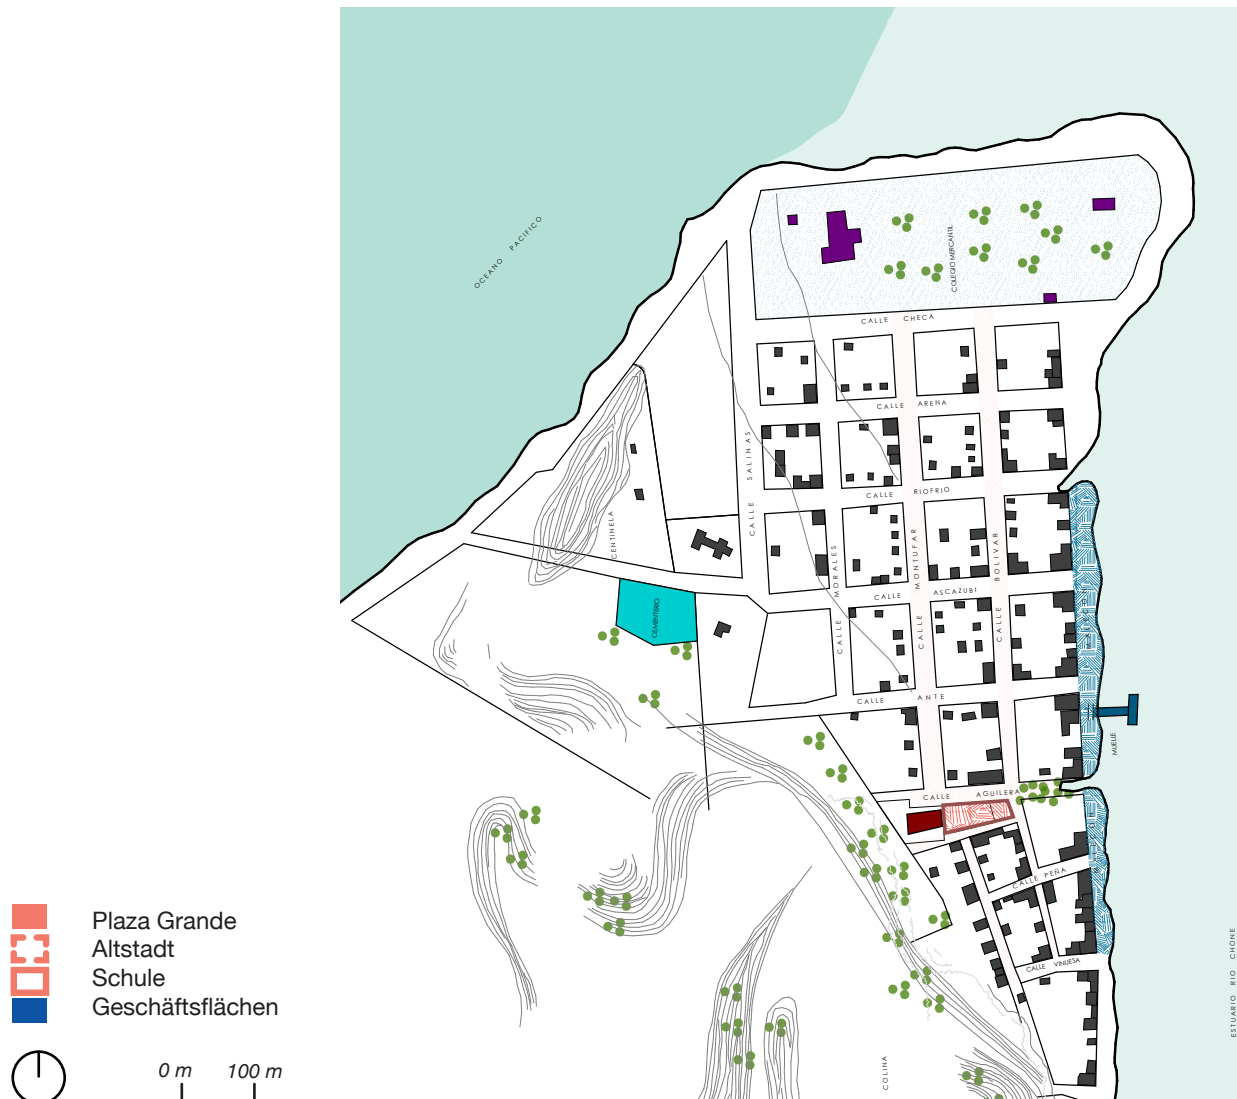 OCEANO PACIFICO
COLEGIO MERCANTIL
CALLE CHECA
CALLE ARENA
CALLE SALINAS
CALLE RIOFRIO
CENTINELA
CALLE MORALES
CALLE MONTUFAR
CALLE BOLIVAR
CALLE ASCAZUBI
CEMENTERIO
CALLE ANTE
MUELLE
CALLE AGUILERA
CALLE PEÑA
CALLE VINUESA
ESTUARIO RIO CHONE
COLINA
Plaza Grande
Altstadt
Schule
Geschäftsflächen
0 m 100 m